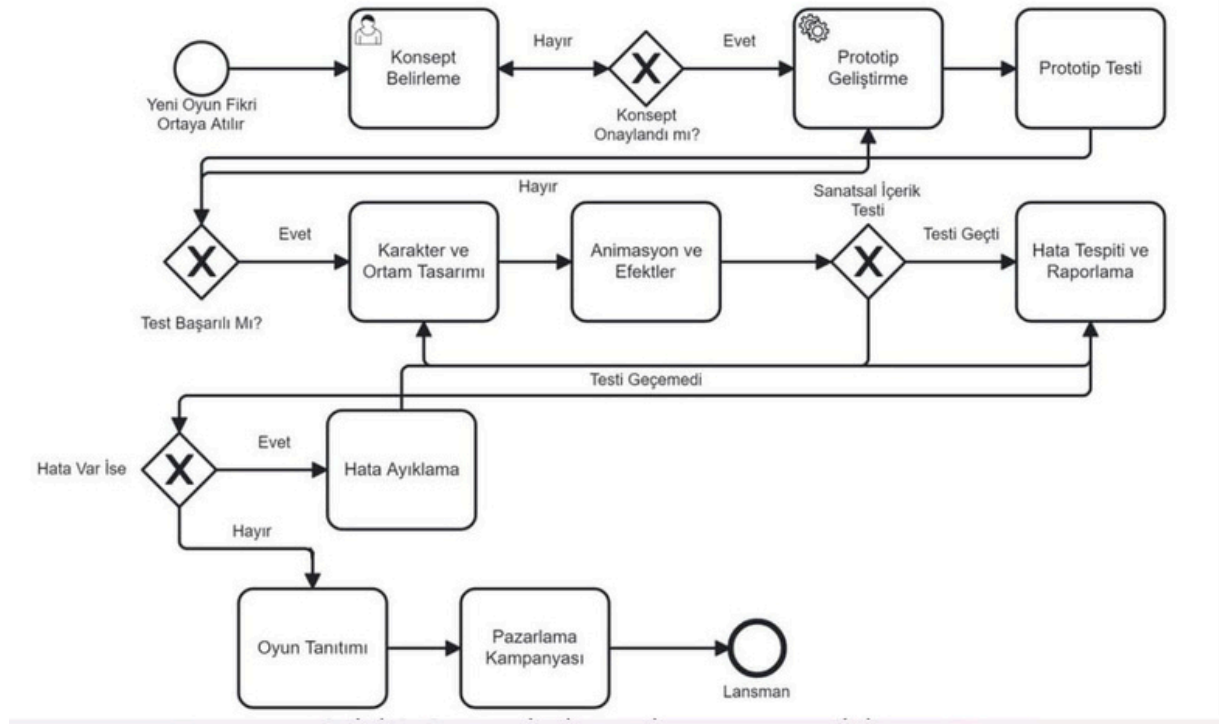 Konsept
Belirleme
Hayır
Evet
Prototip
Geliştirme
Prototip Testi
Yeni Oyun Fikri
Ortaya Atılır
Konsept
Onaylandı mı?
Hayır
Sanatsal İçerik
Testi
Evet
Karakter ve
Ortam Tasarımı
Animasyon ve
Efektler
Testi Geçti
Hata Tespiti ve
Raporlama
Test Başarılı Mı?
Testi Geçemedi
Hata Var İse
Evet
Hata Ayıklama
Hayır
Oyun Tanıtımı
Pazarlama
Kampanyası
Lansman